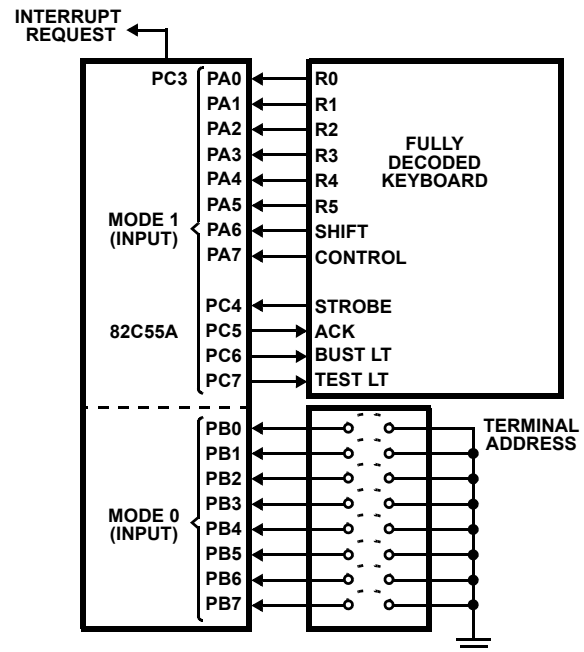 INTERRUPT
REQUEST
PC3 PA0 R0
PA1 R1
PA2 R2
PA3 R3
PA4 R4
PA5 R5
PA6 SHIFT
PA7 CONTROL
FULLY
DECODED
KEYBOARD
MODE 1
(INPUT)
PC4 STROBE
82C55A PC5 ACK
PC6 BUST LT
PC7 TEST LT
PB0
PB1
PB2
PB3
PB4
PB5
PB6
PB7
MODE 0
(INPUT)
TERMINAL
ADDRESS